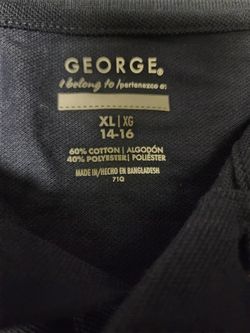 GEORGE®
I belong to/pertenezco a:
XL | XG
14-16
60% COTTON | ALGODÓN
40% POLYESTER | POLIÉSTER
MADE IN/HECHO EN BANGLADESH
71Q